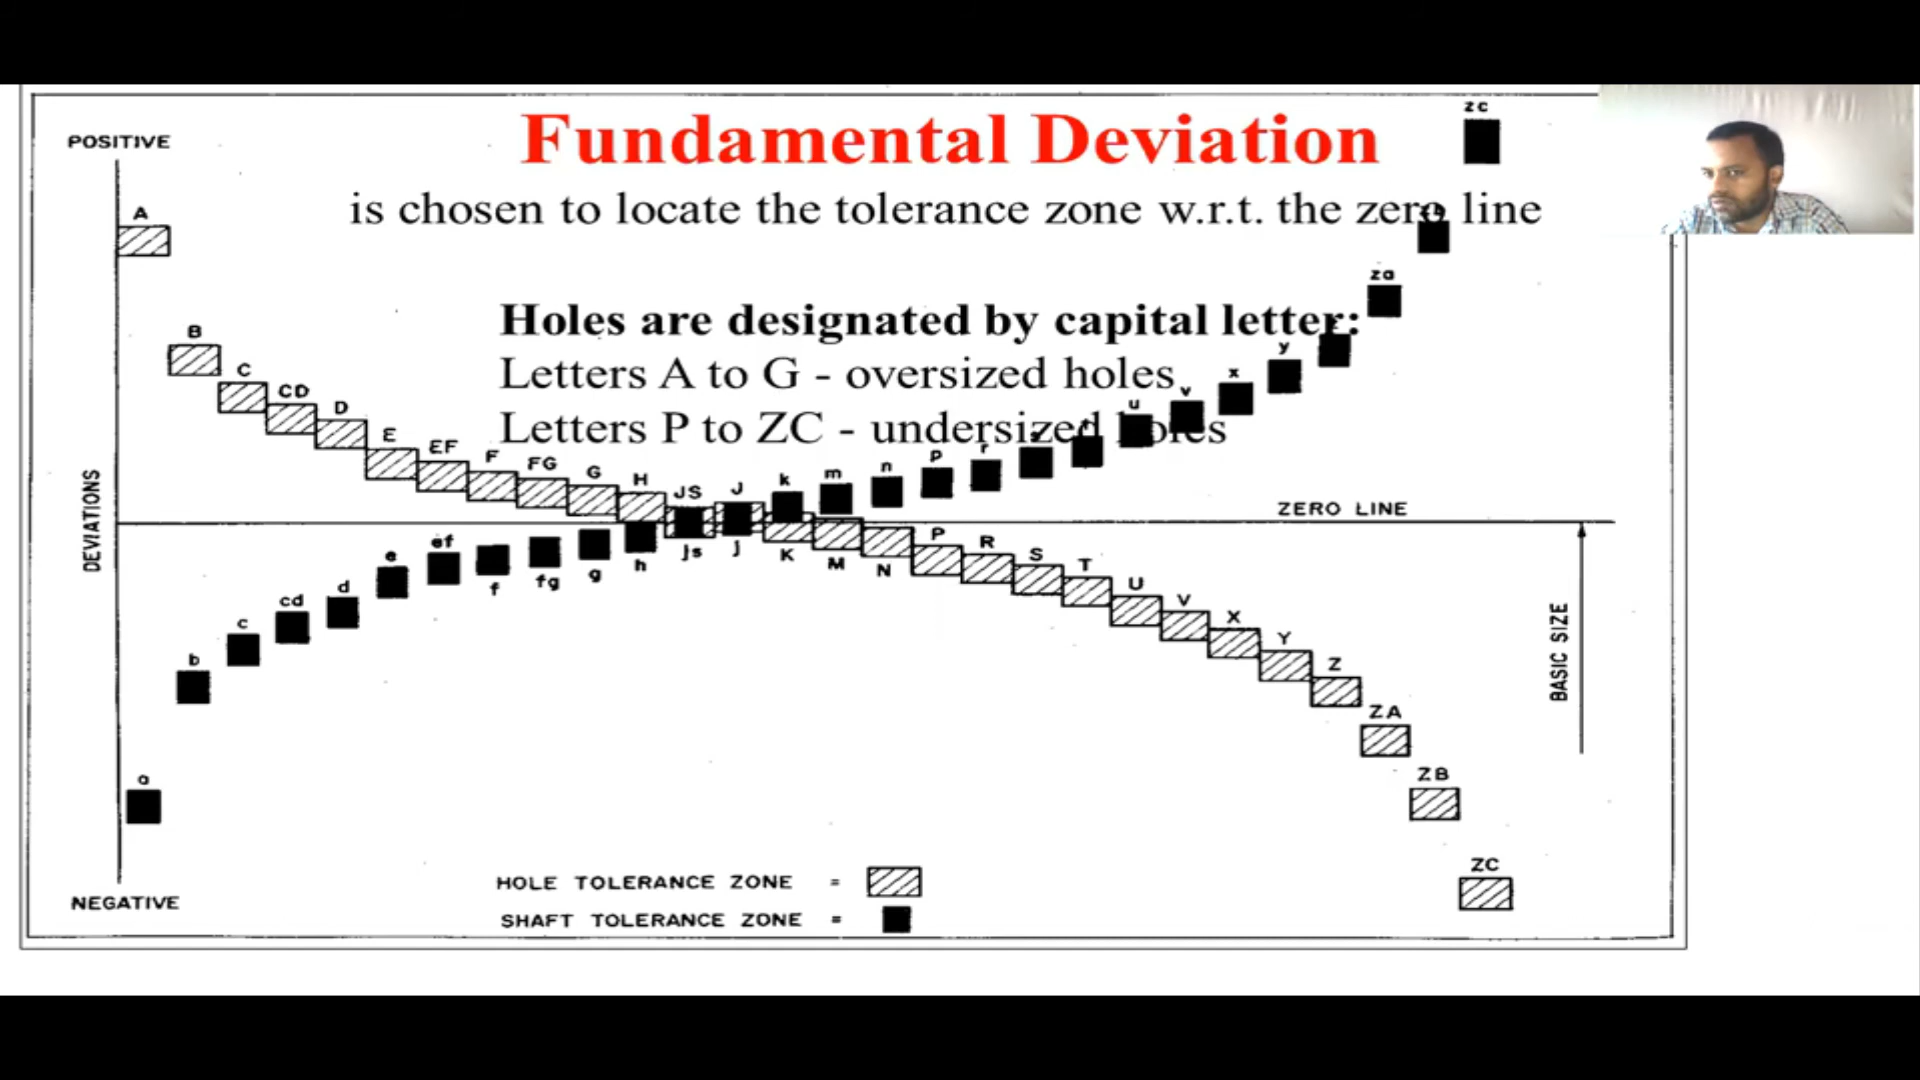 POSITIVE
Fundamental Deviation
is chosen to locate the tolerance zone w.r.t. the zero line
Holes are designated by capital letter:
Letters A to G - oversized holes
Letters P to ZC - undersized holes
A
B
C
CD
D
E
EF
F
FG
G
H
JS
J
K
M
N
P
R
S
T
U
V
X
Y
Z
ZA
ZB
ZC
a
b
c
cd
d
e
ef
f
fg
g
h
js
j
k
m
n
p
r
u
v
x
y
za
zc
ZERO LINE
DEVIATIONS
BASIC SIZE
HOLE TOLERANCE ZONE =
SHAFT TOLERANCE ZONE =
NEGATIVE